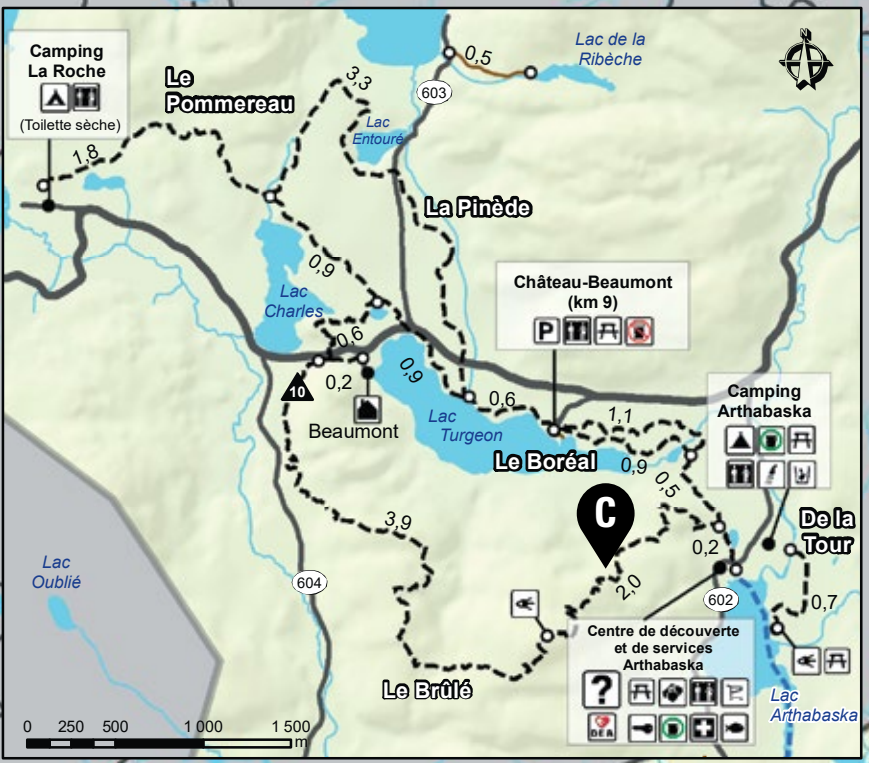 Camping
La Roche
(Toilette sèche)
Le
Pommereau
3,3
0,5
Lac de la
Ribèche
N
603
Lac
Entouré
1,8
La Pinède
0,9
Lac
Charles
Château-Beaumont
(km 9)
P
0,6
0,2
0,9
10
Beaumont
0,6
Lac
Turgeon
1,1
Camping
Arthabaska
Le Boréal
0,9
0,5
C
3,9
0,2
De la
Tour
Lac
Oublié
604
2,0
602
0,7
Centre de découverte
et de services
Arthabaska
?
DEA
Le Brûlé
Lac
Arthabaska
0 250 500 1 000 1 500
m